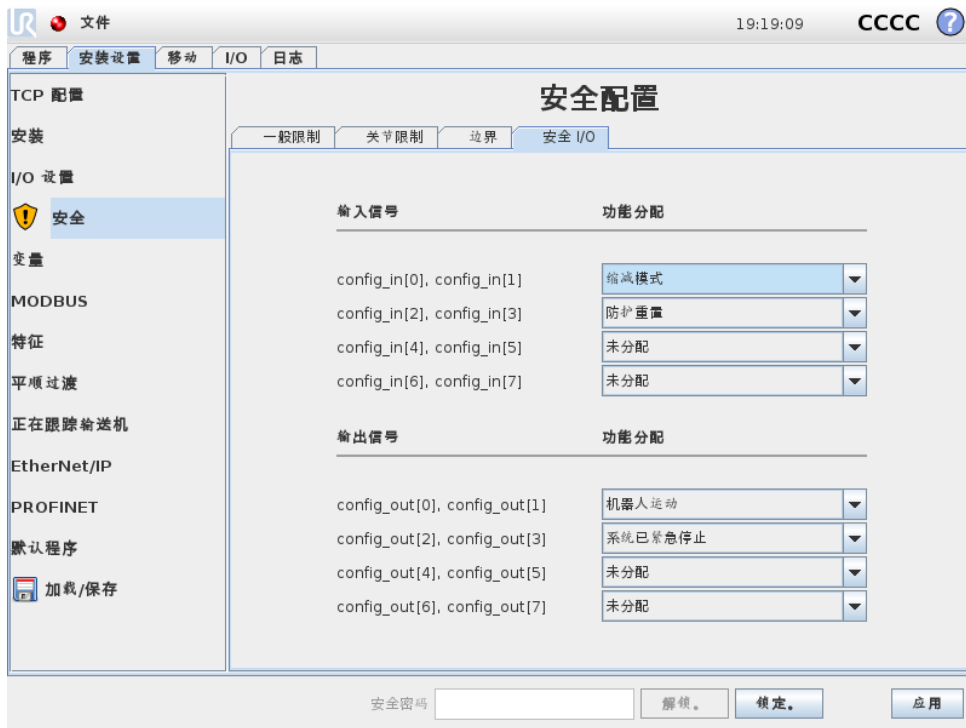 UR 文件 19:19:09 CCCC ?
程序 安装设置 移动 I/O 日志
TCP 配置
安装
I/O 设置
安全
变量
MODBUS
特征
平顺过渡
正在跟踪输送机
EtherNet/IP
PROFINET
默认程序
加载/保存
安全配置
一般限制 关节限制 边界 安全 I/O
输入信号 功能分配
config_in[0], config_in[1] 缩减模式
config_in[2], config_in[3] 防护重置
config_in[4], config_in[5] 未分配
config_in[6], config_in[7] 未分配
输出信号 功能分配
config_out[0], config_out[1] 机器人运动
config_out[2], config_out[3] 系统已紧急停止
config_out[4], config_out[5] 未分配
config_out[6], config_out[7] 未分配
安全密码 解锁。 锁定。 应用